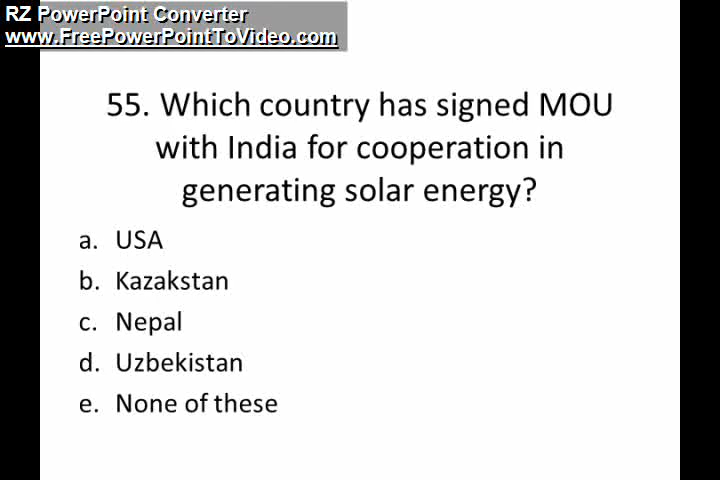 RZ PowerPoint Converter
www.FreePowerPointToVideo.com
55. Which country has signed MOU
with India for cooperation in
generating solar energy?
a. USA
b. Kazakstan
c. Nepal
d. Uzbekistan
e. None of these